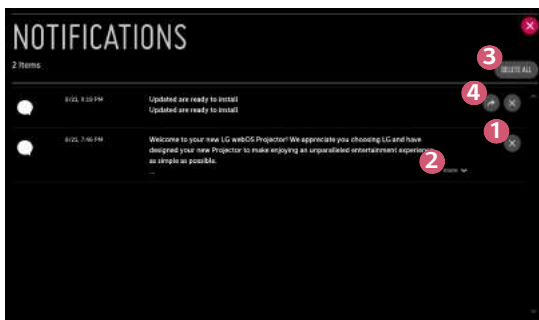 NOTIFICATIONS
2 Items
3
DELETE ALL
4
8/21, 8:19 PM
Updated are ready to install
Updated are ready to install
1
8/21, 7:46 PM
Welcome to your new LG webOS Projector! We appreciate you choosing LG and have
designed your new Projector to make enjoying an unparalleled entertainment experience
as simple as possible.
...
2
more